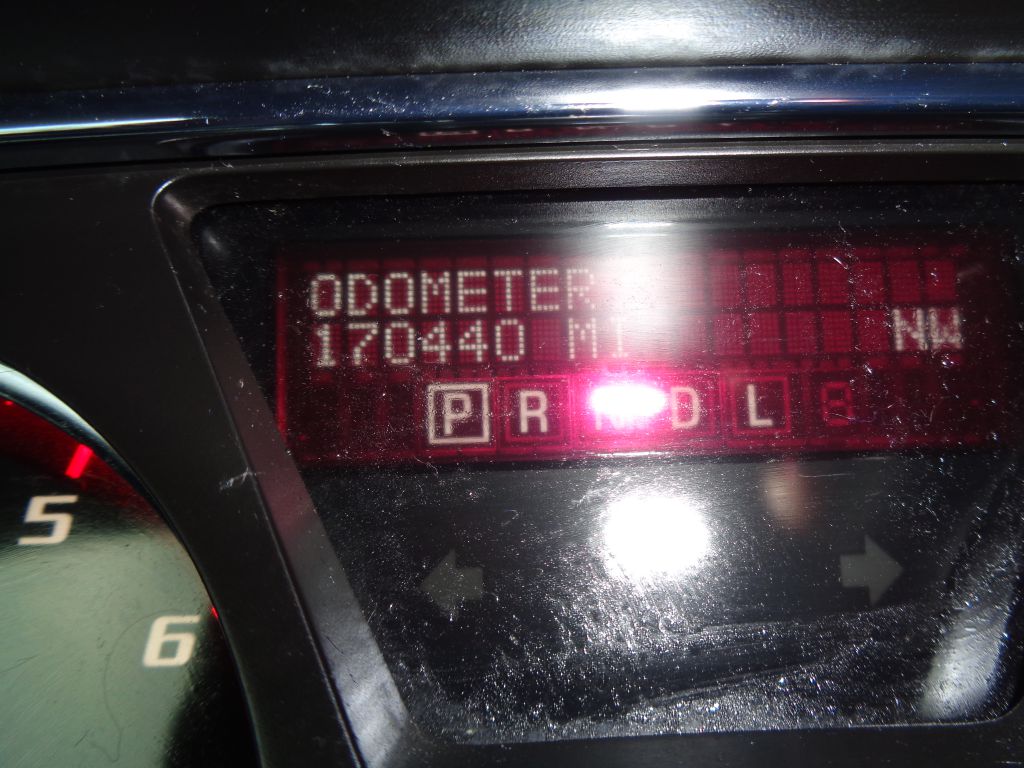 ODOMETER
170440 MI NW
P R N D L
5
6